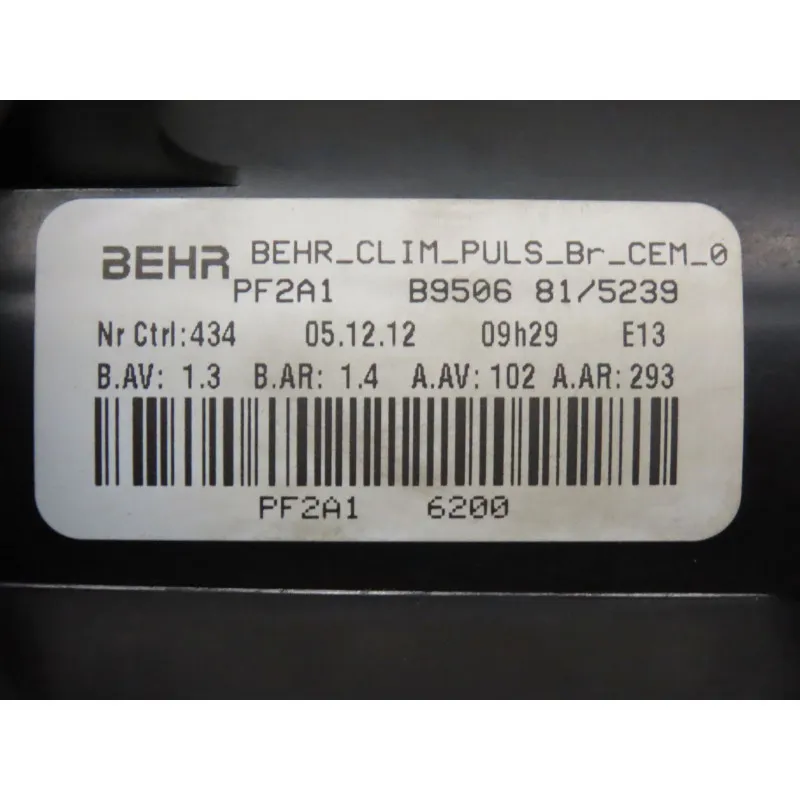 BEHR BEHR_CLIM_PULS_Br_CEM_0
PF2A1 B9506 81/5239
Nr Ctrl:434 05.12.12 09h29 E13
B.AV: 1.3 B.AR: 1.4 A.AV:102 A.AR:293
PF2A1 6200